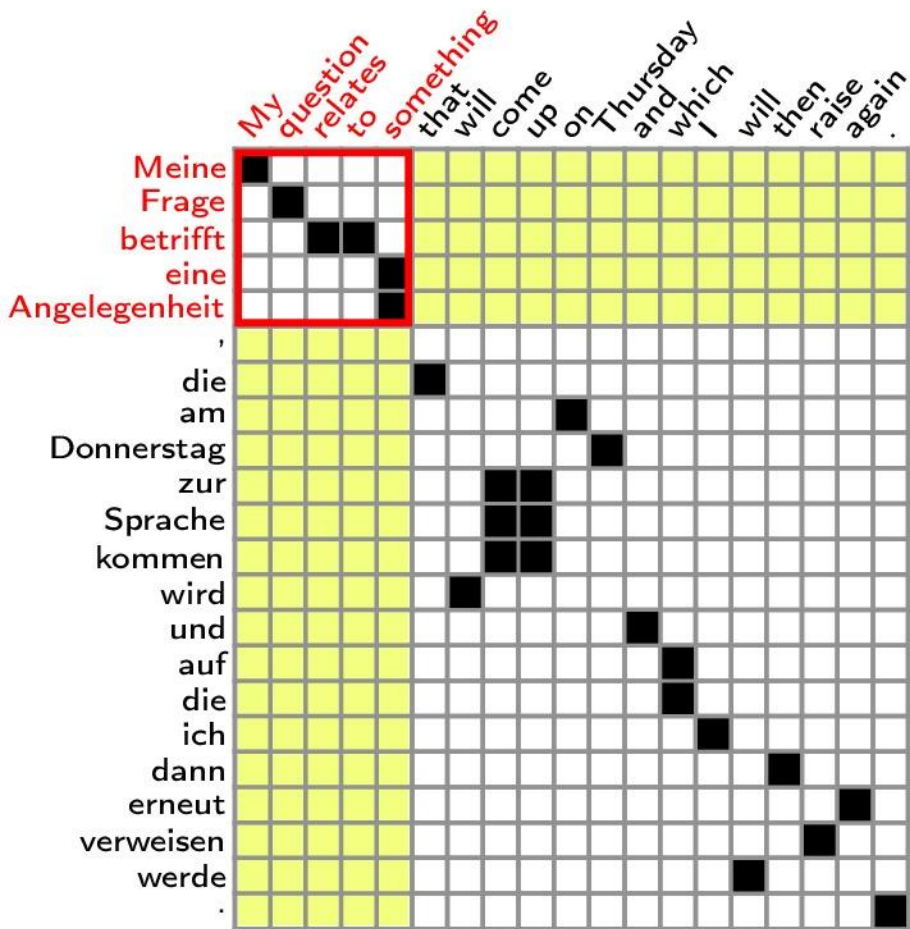 My question relates to something that will come up on Thursday and which I will then raise again .
Meine
Frage
betrifft
eine
Angelegenheit
,
die
am
Donnerstag
zur
Sprache
kommen
wird
und
auf
die
ich
dann
erneut
verweisen
werde
.